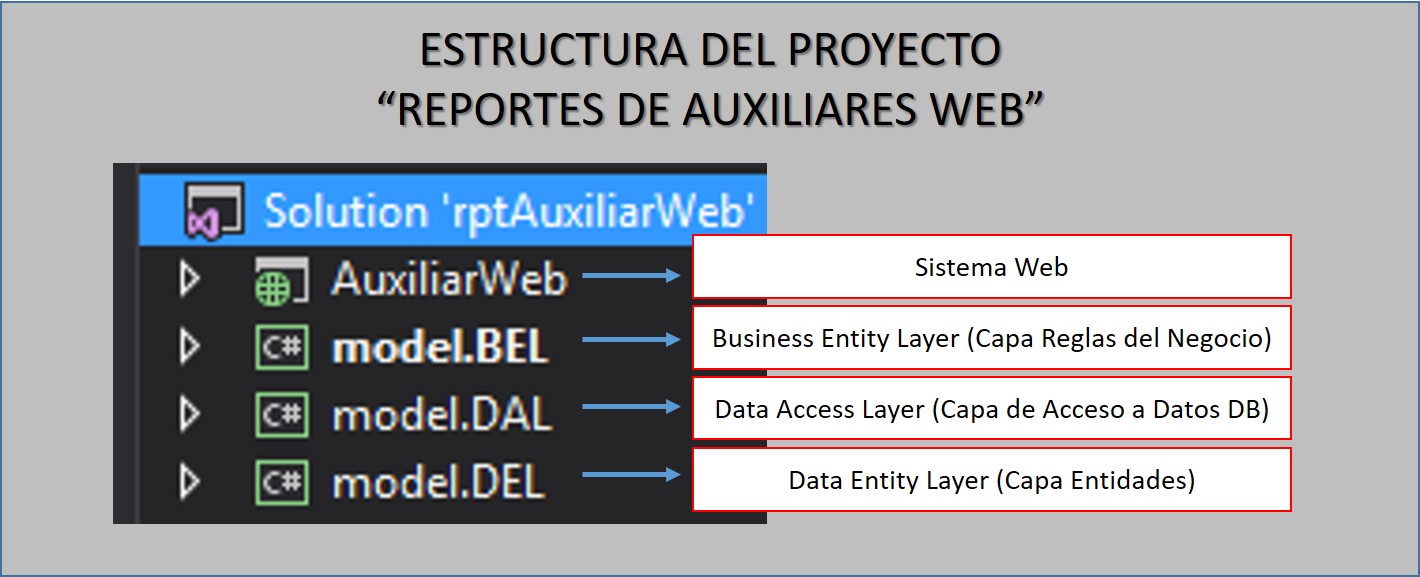 ESTRUCTURA DEL PROYECTO
“REPORTES DE AUXILIARES WEB”
Solution 'rptAuxiliarWeb'
AuxiliarWeb
Sistema Web
C# model.BEL
Business Entity Layer (Capa Reglas del Negocio)
C# model.DAL
Data Access Layer (Capa de Acceso a Datos DB)
C# model.DEL
Data Entity Layer (Capa Entidades)